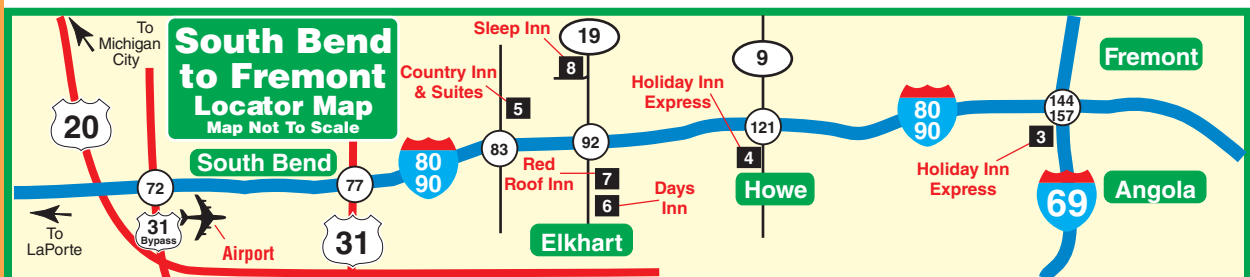 To
Michigan
City
South Bend
to Fremont
Locator Map
Map Not To Scale
20
South Bend
72
31
Bypass
Airport
To
LaPorte
77
31
80
90
Country Inn
& Suites
5
83
Sleep Inn
8
19
92
Red
Roof Inn
7
6
Days
Inn
Elkhart
Holiday Inn
Express
9
121
4
Howe
80
90
Fremont
144
157
3
Holiday Inn
Express
69
Angola